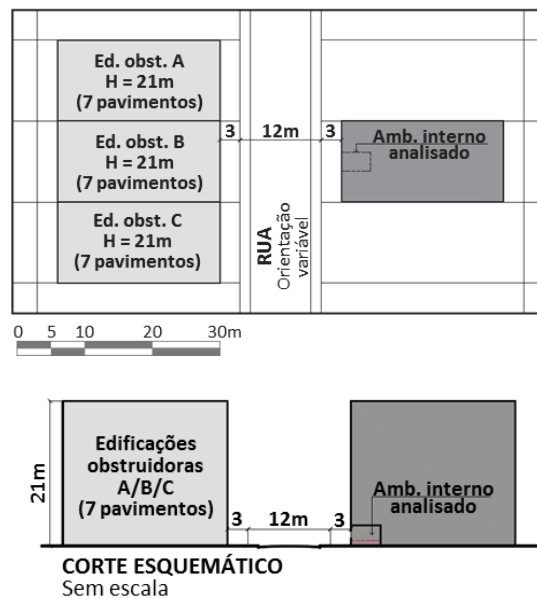 Ed. obst. A
H = 21m
(7 pavimentos)
3 12m 3
Ed. obst. B
H = 21m
(7 pavimentos)
Amb. interno
analisado
Ed. obst. C
H = 21m
(7 pavimentos)
RUA
Orientação
variável
0 5 10 20 30m
21m
Edificações
obstruidoras
A/B/C
(7 pavimentos)
3 12m 3
Amb. interno
analisado
CORTE ESQUEMÁTICO
Sem escala